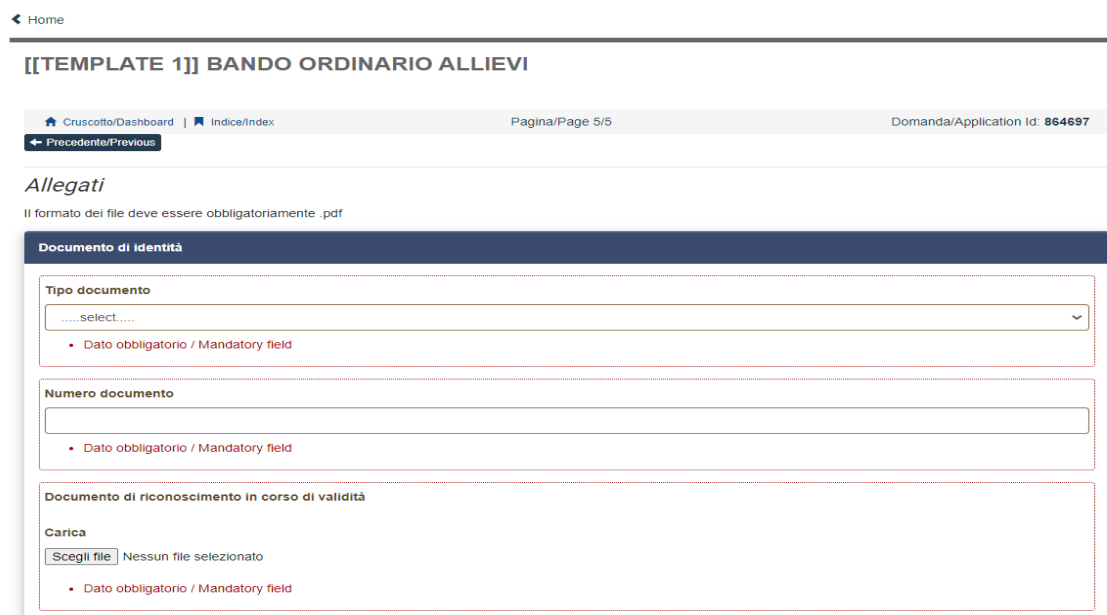 Home
[[TEMPLATE 1]] BANDO ORDINARIO ALLIEVI
Cruscotto/Dashboard | Indice/Index Pagina/Page 5/5 Domanda/Application Id: 864697
Precedente/Previous
Allegati
Il formato dei file deve essere obbligatoriamente .pdf
Documento di identità
Tipo documento
.....select.....
• Dato obbligatorio / Mandatory field
Numero documento
• Dato obbligatorio / Mandatory field
Documento di riconoscimento in corso di validità
Carica
Scegli file Nessun file selezionato
• Dato obbligatorio / Mandatory field